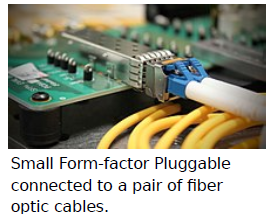 Small Form-factor Pluggable
connected to a pair of fiber
optic cables.